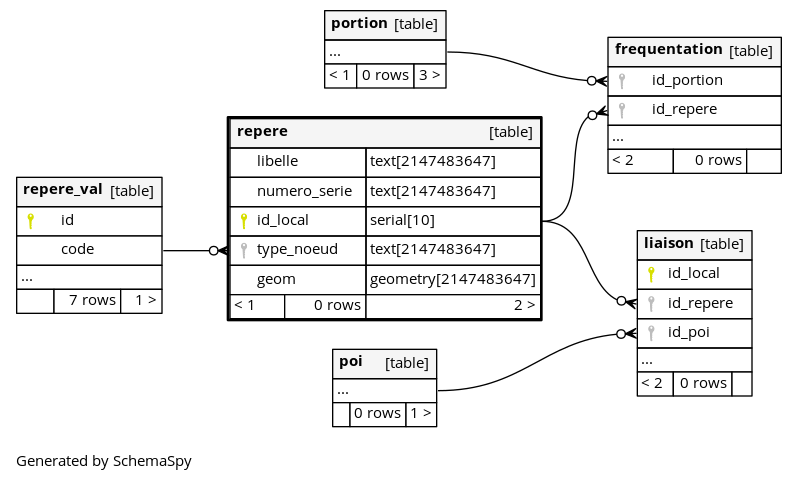 portion [table]
...
< 1 0 rows 3 >
frequentation [table]
id_portion
id_repere
...
< 2 0 rows
repere [table]
libelle text[2147483647]
numero_serie text[2147483647]
id_local serial[10]
type_noeud text[2147483647]
geom geometry[2147483647]
< 1 0 rows 2 >
repere_val [table]
id
code
...
7 rows 1 >
liaison [table]
id_local
id_repere
id_poi
...
< 2 0 rows
poi [table]
...
0 rows 1 >
Generated by SchemaSpy